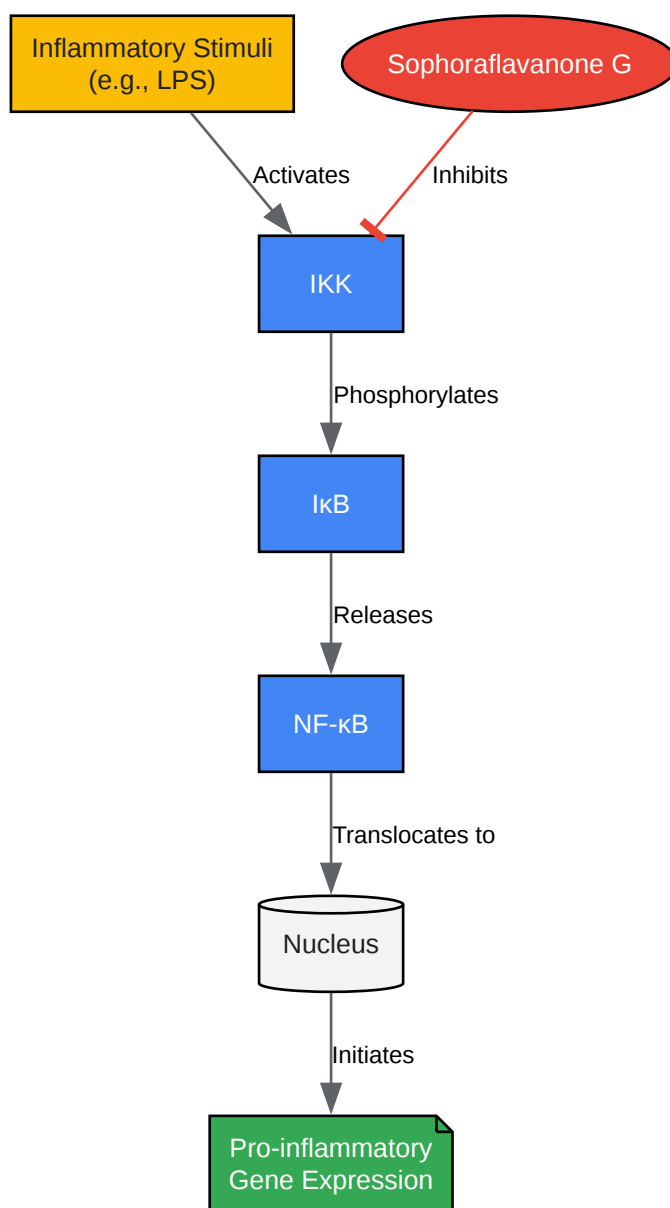 Inflammatory Stimuli
(e.g., LPS)
Sophoraflavanone G
Activates
Inhibits
IKK
Phosphorylates
IκB
Releases
NF-κB
Translocates to
Nucleus
Initiates
Pro-inflammatory
Gene Expression